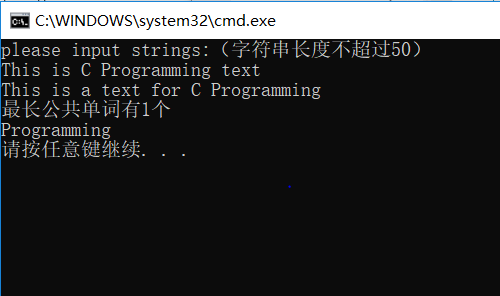 C:\WINDOWS\system32\cmd.exe
please input strings:（字符串长度不超过50）
This is C Programming text
This is a text for C Programming
最长公共单词有1个
Programming
请按任意键继续. . .